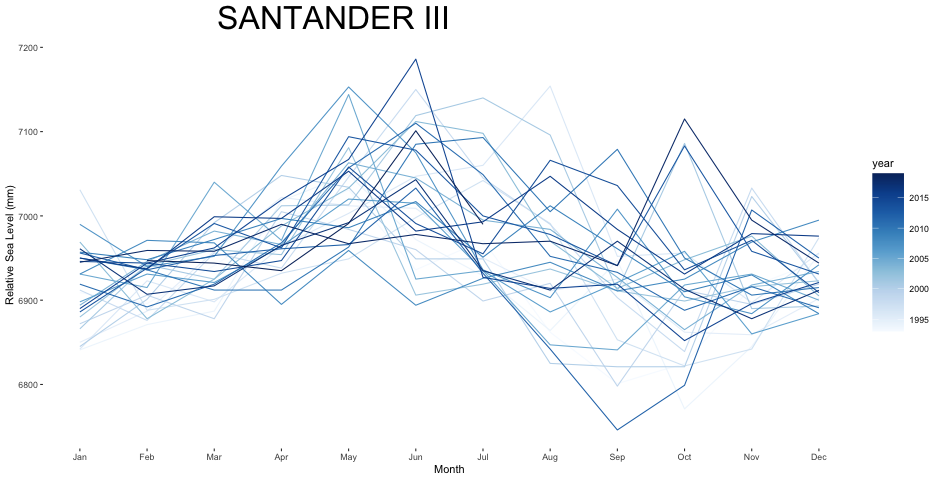 SANTANDER III
Relative Sea Level (mm)
7200
7100
7000
6900
6800
Jan Feb Mar Apr May Jun Jul Aug Sep Oct Nov Dec
Month
year
2015
2010
2005
2000
1995